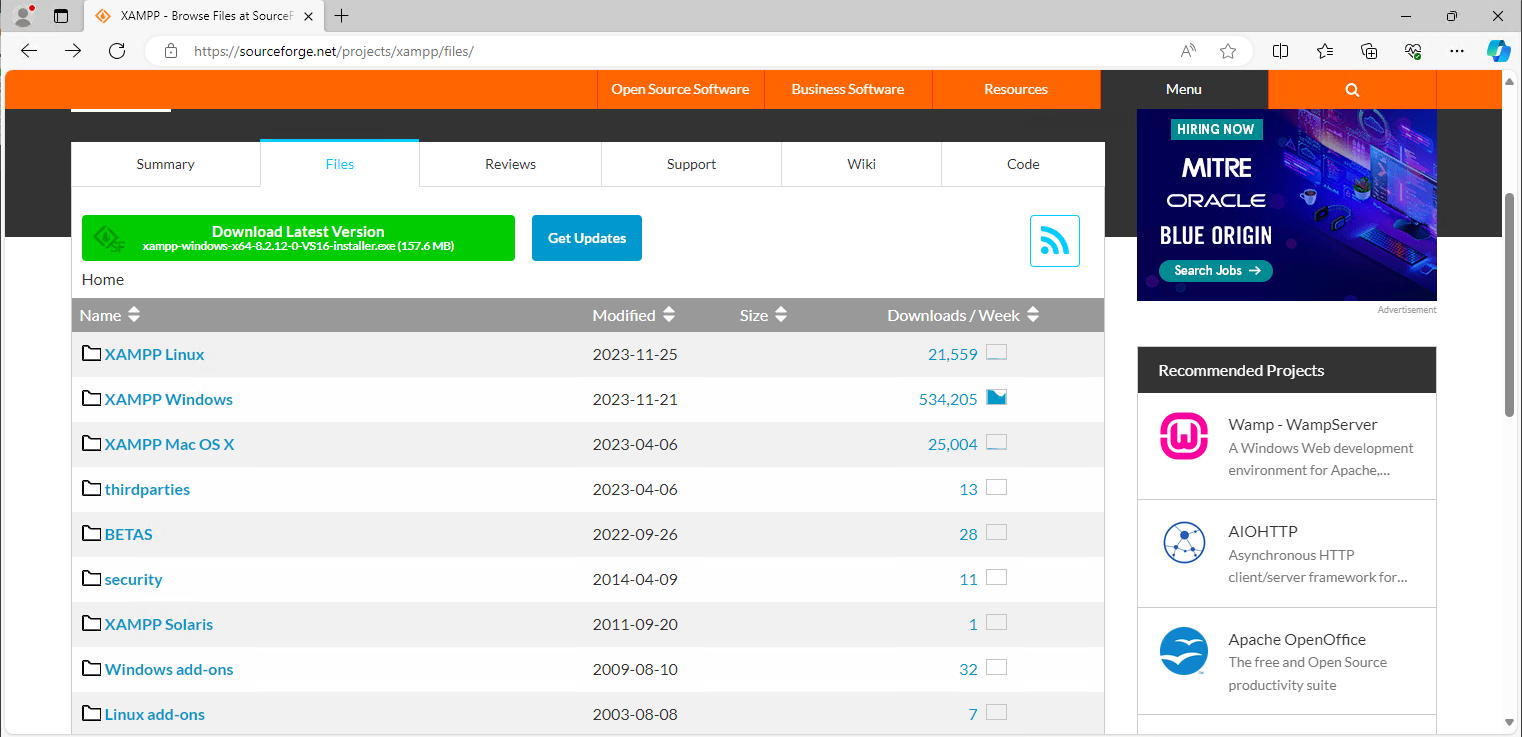 XAMPP - Browse Files at SourceF
https://sourceforge.net/projects/xampp/files/
Open Source Software
Business Software
Resources
Menu
Summary
Files
Reviews
Support
Wiki
Code
HIRING NOW
MITRE
ORACLE
BLUE ORIGIN
Search Jobs →
Advertisement
Download Latest Version
xampp-windows-x64-8.2.12-0-VS16-installer.exe (157.6 MB)
Get Updates
Home
Name Modified Size Downloads / Week
XAMPP Linux 2023-11-25 21,559
XAMPP Windows 2023-11-21 534,205
XAMPP Mac OS X 2023-04-06 25,004
thirdparties 2023-04-06 13
BETAS 2022-09-26 28
security 2014-04-09 11
XAMPP Solaris 2011-09-20 1
Windows add-ons 2009-08-10 32
Linux add-ons 2003-08-08 7
Recommended Projects
Wamp - WampServer
A Windows Web development
environment for Apache,...
AIOHTTP
Asynchronous HTTP
client/server framework for...
Apache OpenOffice
The free and Open Source
productivity suite